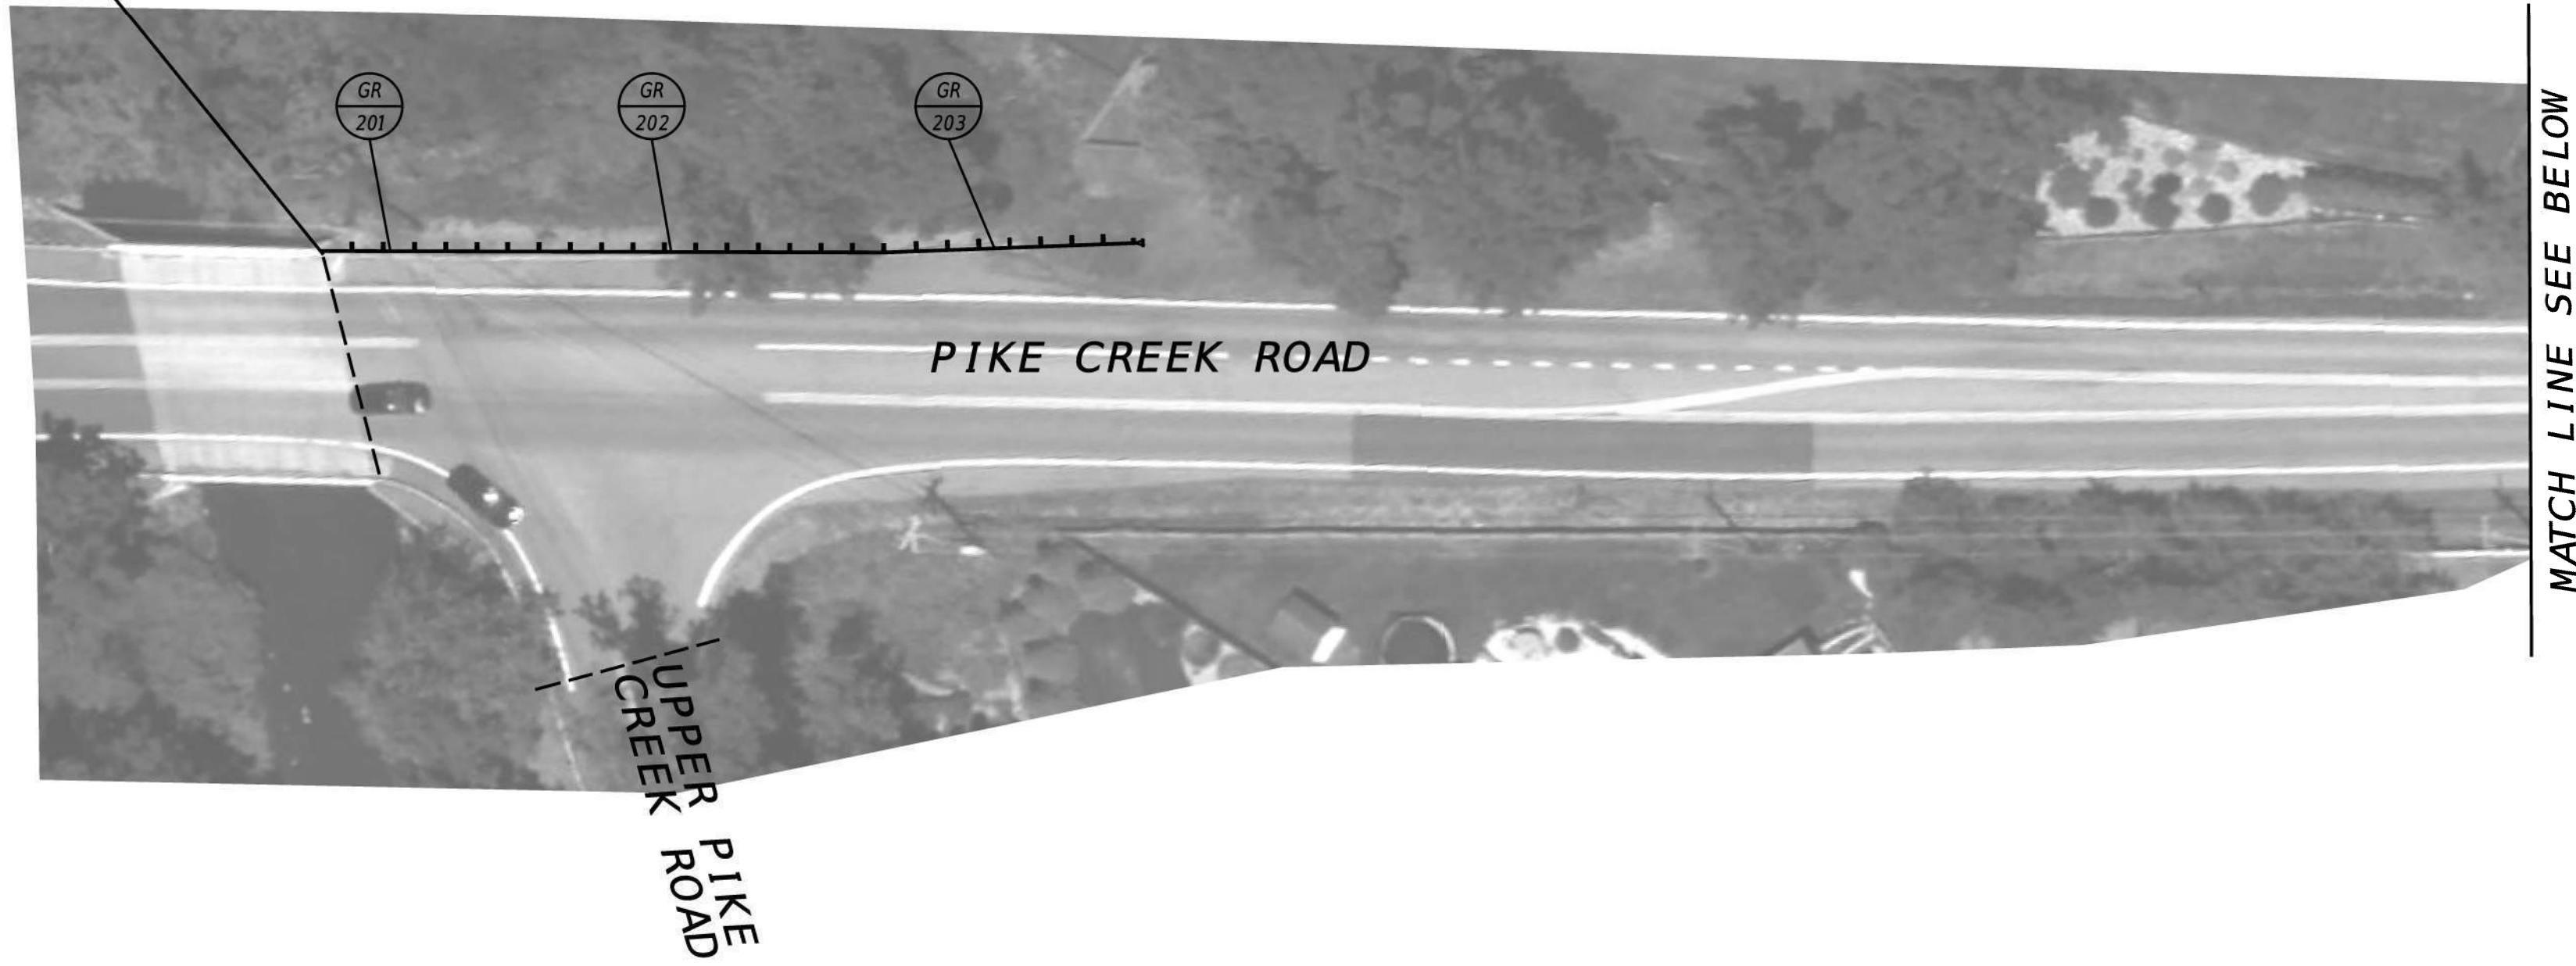 GR
201
GR
202
GR
203
PIKE CREEK ROAD
MATCH LINE SEE BELOW
UPPER PIKE
CREEK ROAD